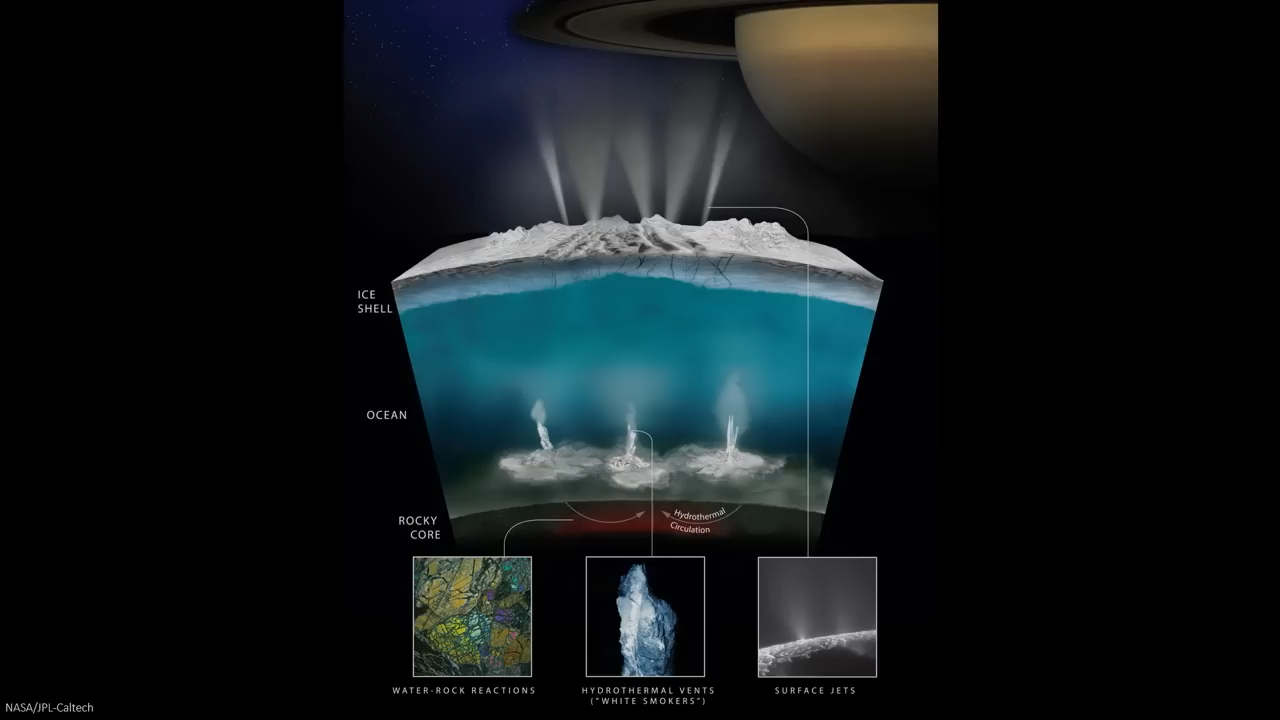 ICE
SHELL
OCEAN
ROCKY
CORE
Hydrothermal
Circulation
WATER-ROCK REACTIONS
HYDROTHERMAL VENTS
("WHITE SMOKERS")
SURFACE JETS
NASA/JPL-Caltech